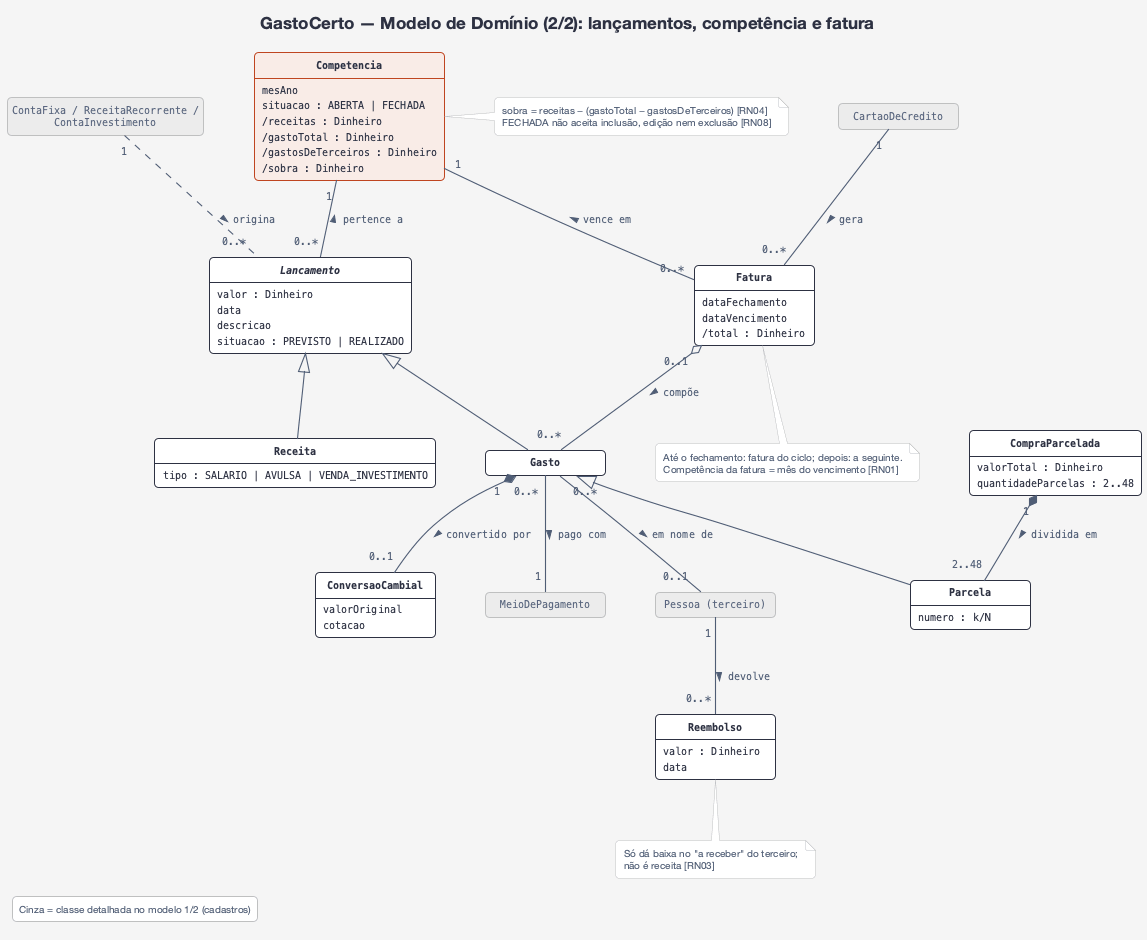 GastoCerto — Modelo de Domínio (2/2): lançamentos, competência e fatura
Competencia
mesAno
situacao : ABERTA | FECHADA
/receitas : Dinheiro
/gastoTotal : Dinheiro
/gastosDeTerceiros : Dinheiro
/sobra : Dinheiro
ContaFixa / ReceitaRecorrente /
ContaInvestimento
sobra = receitas – (gastoTotal – gastosDeTerceiros) [RN04]
FECHADA não aceita inclusão, edição nem exclusão [RN08]
CartaoDeCredito
1
1
1
1
origina
pertence a
vence em
gera
0..*
0..*
0..*
0..*
Lancamento
valor : Dinheiro
data
descricao
situacao : PREVISTO | REALIZADO
Fatura
dataFechamento
dataVencimento
/total : Dinheiro
0..1
compõe
0..*
Receita
tipo : SALARIO | AVULSA | VENDA_INVESTIMENTO
Gasto
Até o fechamento: fatura do ciclo; depois: a seguinte.
Competência da fatura = mês do vencimento [RN01]
CompraParcelada
valorTotal : Dinheiro
quantidadeParcelas : 2..48
1
0..*
0..*
1
convertido por
pago com
em nome de
dividida em
0..1
1
0..1
2..48
ConversaoCambial
valorOriginal
cotacao
MeioDePagamento
Pessoa (terceiro)
Parcela
numero : k/N
1
devolve
0..*
Reembolso
valor : Dinheiro
data
Só dá baixa no "a receber" do terceiro;
não é receita [RN03]
Cinza = classe detalhada no modelo 1/2 (cadastros)